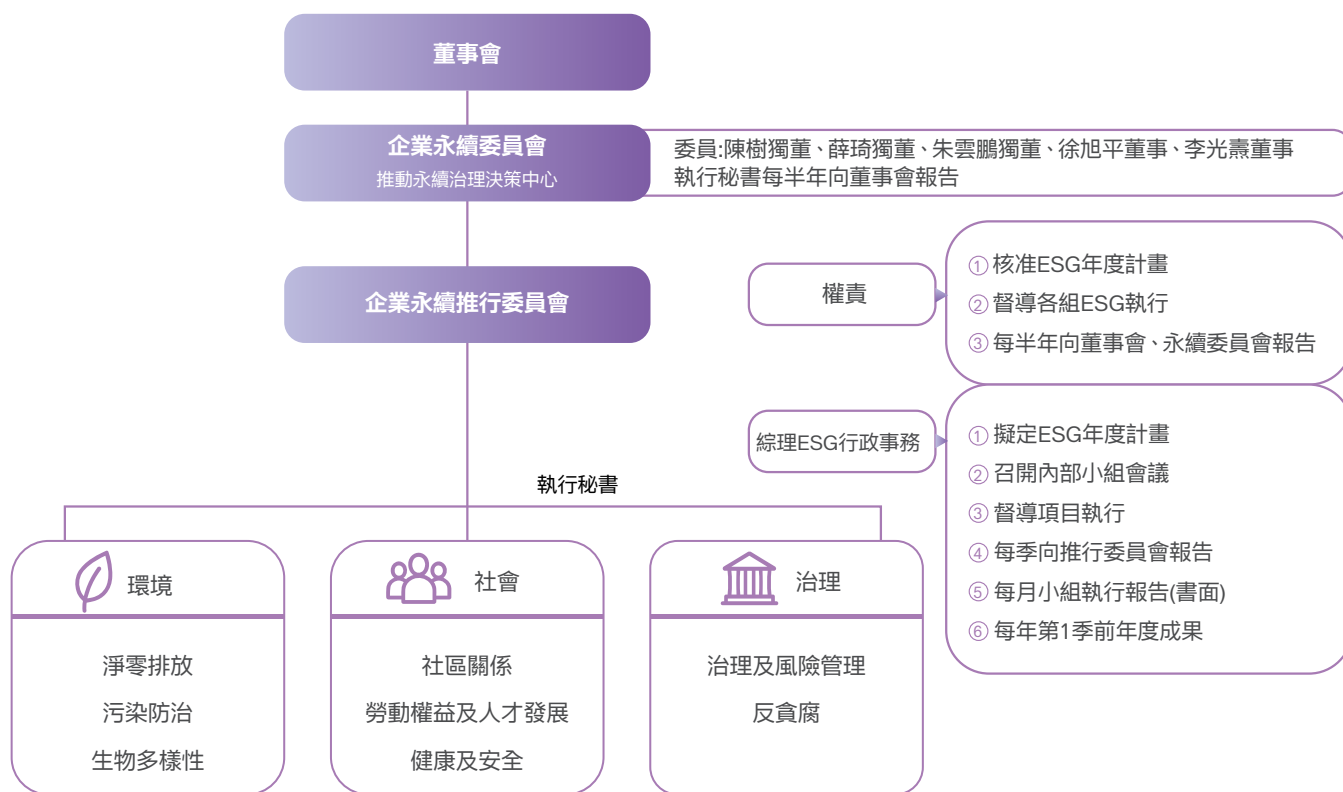 董事會
企業永續委員會
推動永續治理決策中心
委員:陳樹獨董、薛琦獨董、朱雲鵬獨董、徐旭平董事、李光燾董事
執行秘書每半年向董事會報告
企業永續推行委員會
權責
① 核准ESG年度計畫
② 督導各組ESG執行
③ 每半年向董事會、永續委員會報告
綜理ESG行政事務
① 擬定ESG年度計畫
② 召開內部小組會議
③ 督導項目執行
④ 每季向推行委員會報告
⑤ 每月小組執行報告(書面)
⑥ 每年第1季前年度成果
執行秘書
環境
淨零排放
污染防治
生物多樣性
社會
社區關係
勞動權益及人才發展
健康及安全
治理
治理及風險管理
反貪腐